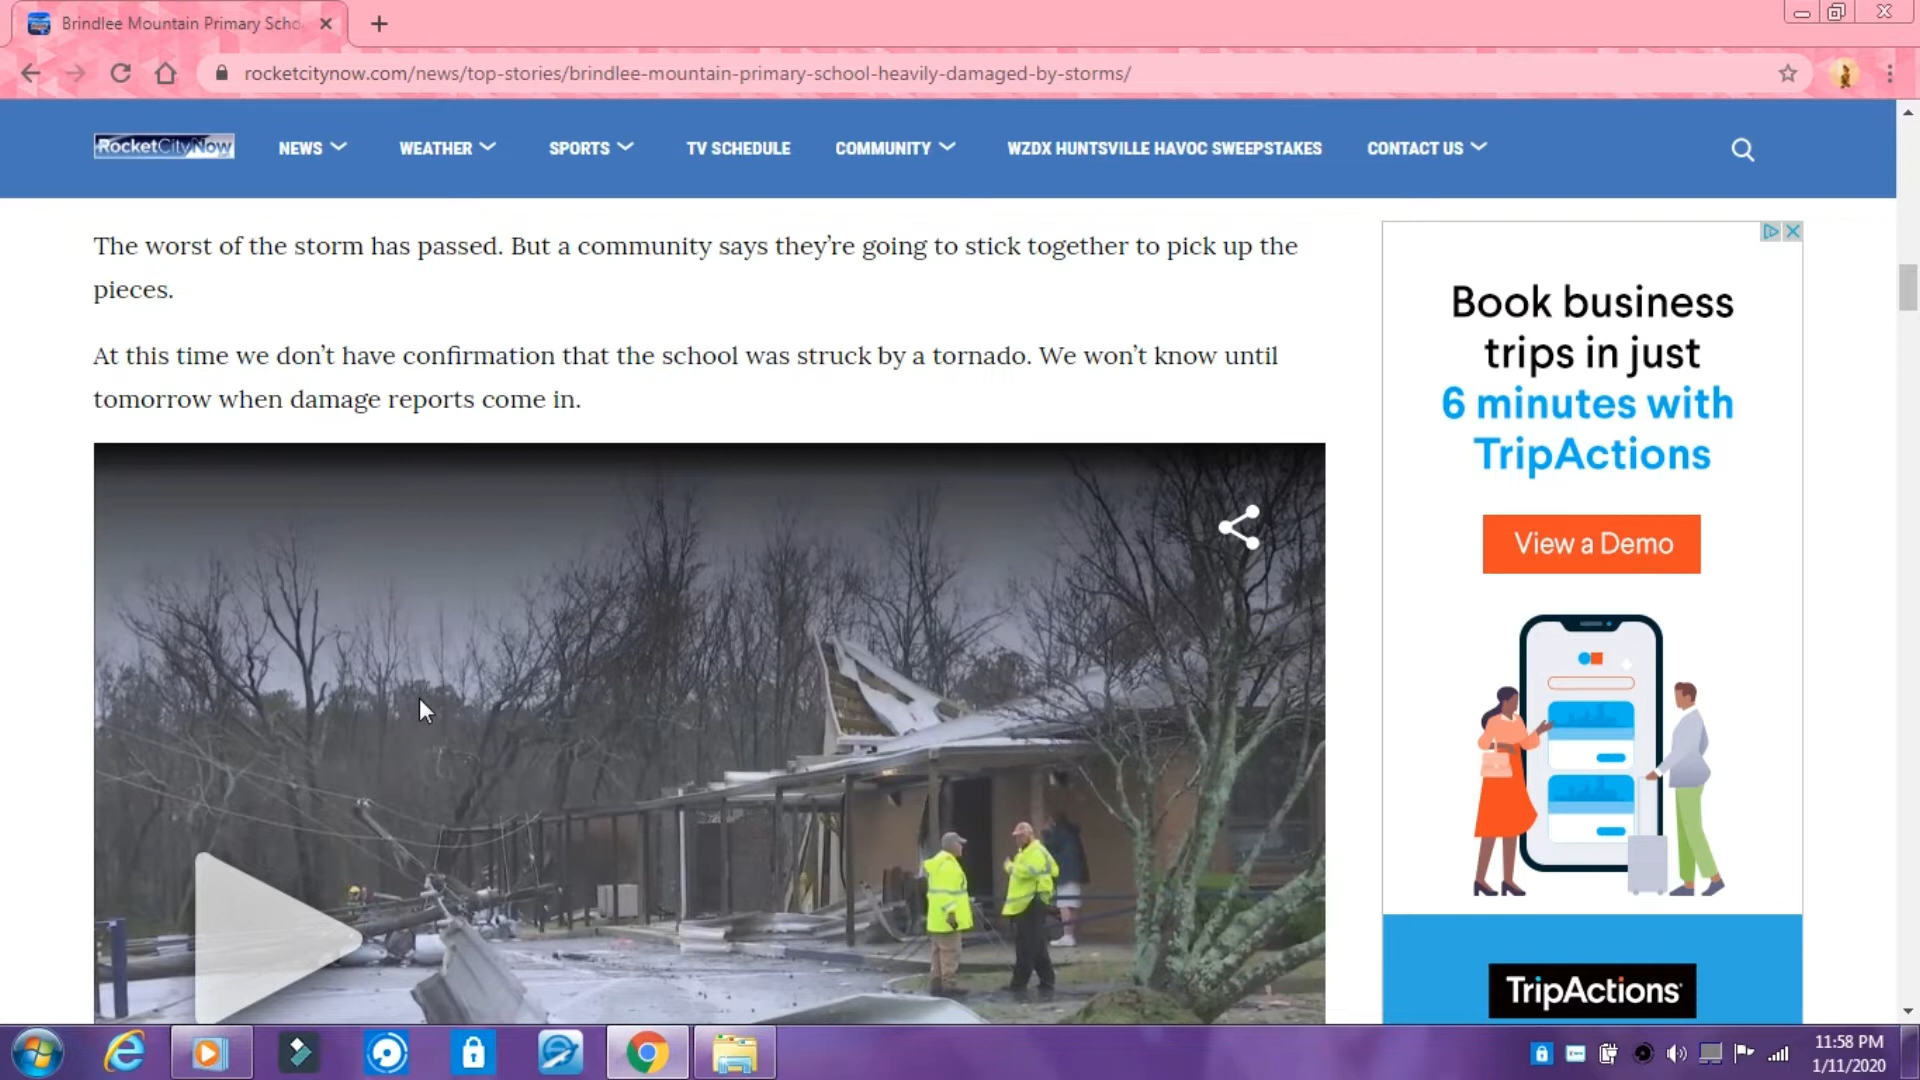 Brindlee Mountain Primary Scho
rocketcitynow.com/news/top-stories/brindlee-mountain-primary-school-heavily-damaged-by-storms/
RocketCityNow
NEWS
WEATHER
SPORTS
TV SCHEDULE
COMMUNITY
WZDX HUNTSVILLE HAVOC SWEEPSTAKES
CONTACT US
The worst of the storm has passed. But a community says they’re going to stick together to pick up the
pieces.
At this time we don’t have confirmation that the school was struck by a tornado. We won’t know until
tomorrow when damage reports come in.
Book business
trips in just
6 minutes with
TripActions
View a Demo
TripActions
11:58 PM
1/11/2020